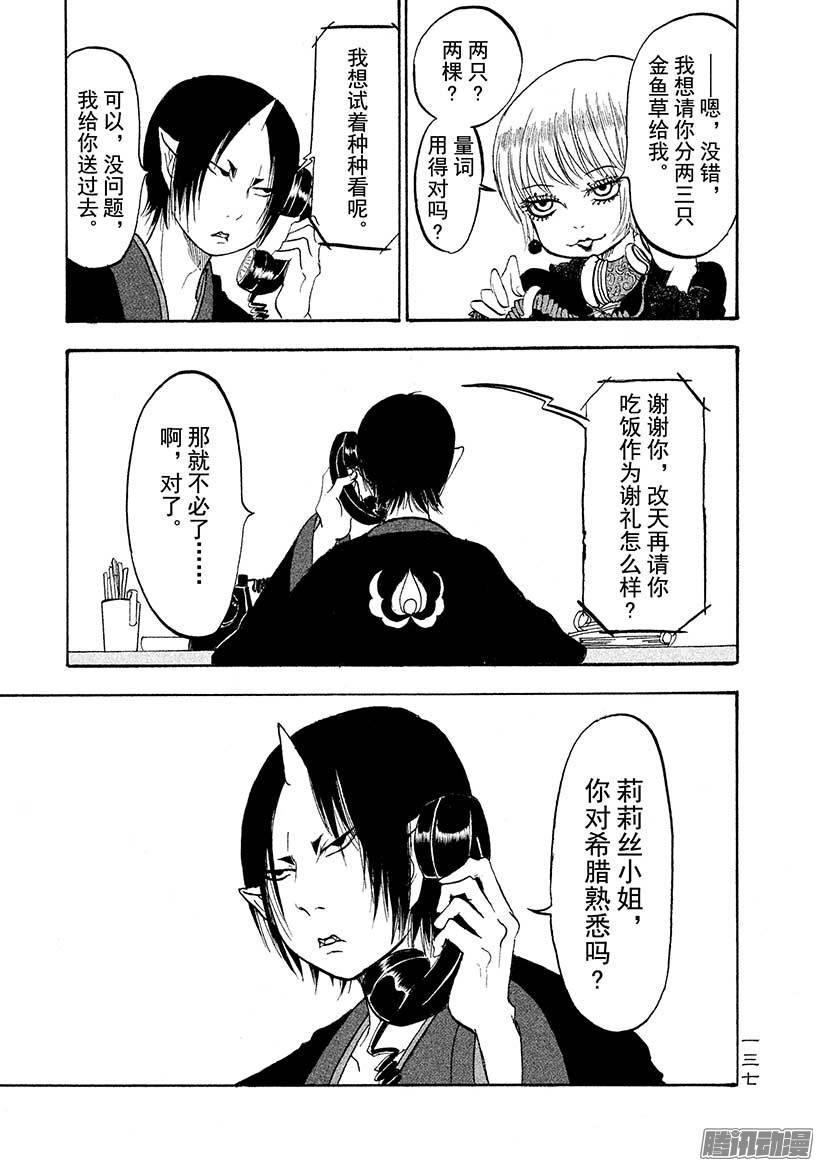 ——嗯，没错，
我想请你分两三只
金鱼草给我。
两只？
两棵？
量词
用得对吗？
我想试着种种看呢。
可以，没问题，
我给你送过去。
谢谢你，改天再请你
吃饭作为谢礼怎么样？
那就不必了……
啊，对了。
莉莉丝小姐，
你对希腊熟悉吗？
一三七
腾讯动漫